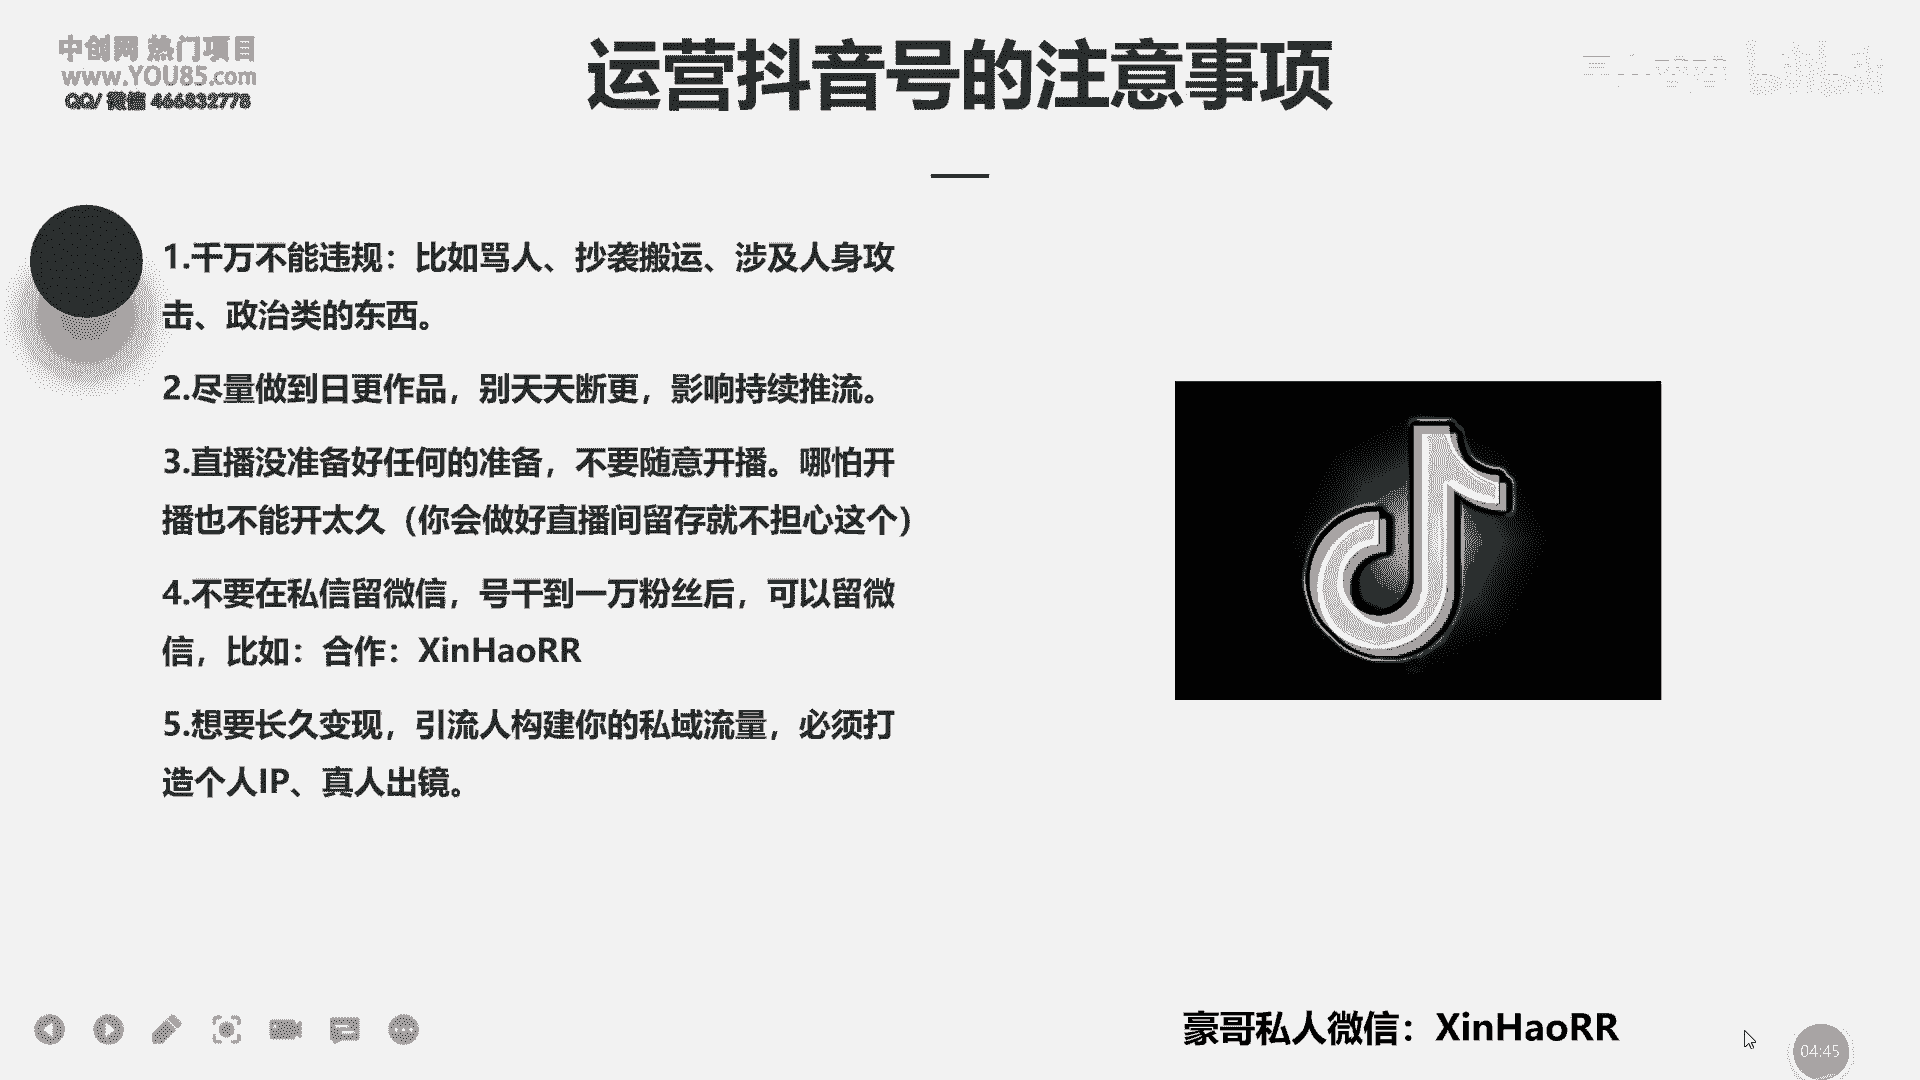 中创网 热门项目
www.YOU85.com
QQ/ 微信 466832778
运营抖音号的注意事项
1.千万不能违规：比如骂人、抄袭搬运、涉及人身攻
击、政治类的东西。
2.尽量做到日更作品，别天天断更，影响持续推流。
3.直播没准备好任何的准备，不要随意开播。哪怕开
播也不能开太久（你会做好直播间留存就不担心这个）
4.不要在私信留微信，号干到一万粉丝后，可以留微
信，比如：合作：XinHaoRR
5.想要长久变现，引流人构建你的私域流量，必须打
造个人IP、真人出镜。
豪哥私人微信：XinHaoRR
04:45